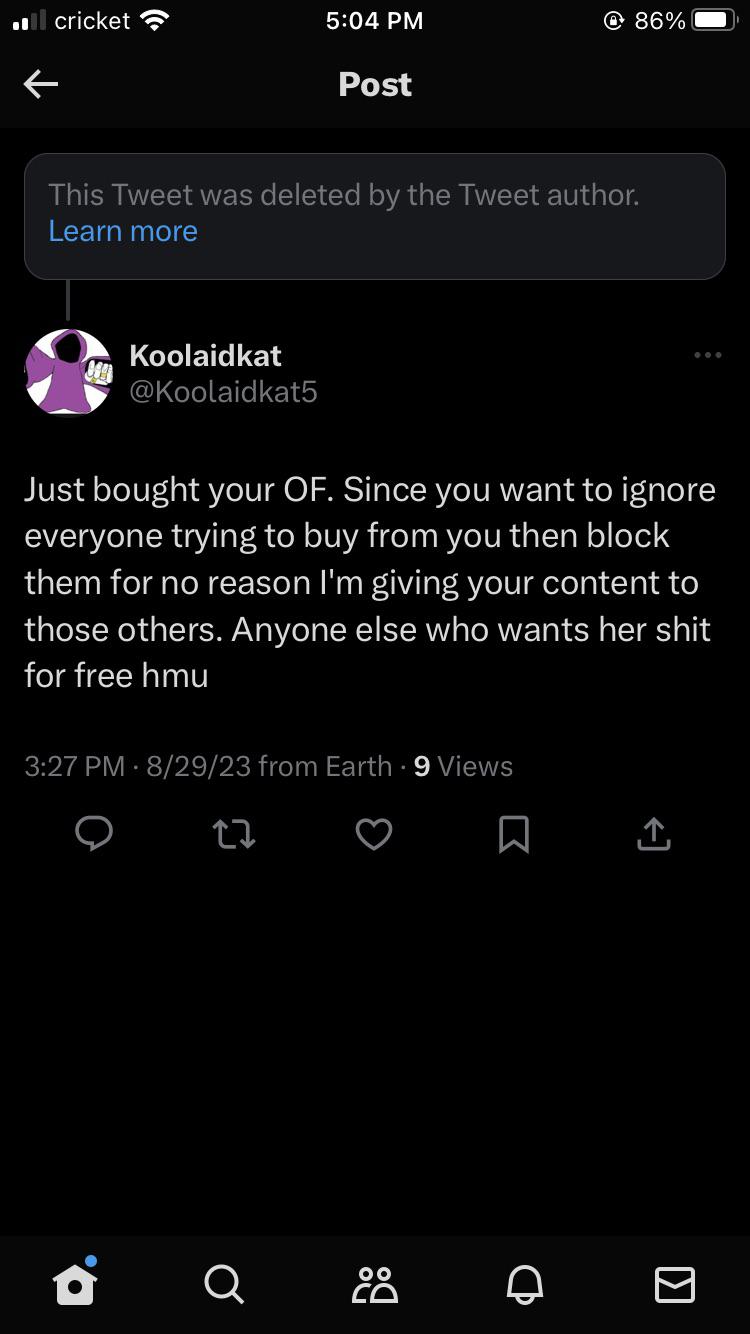 cricket 5:04 PM 86%
Post
This Tweet was deleted by the Tweet author.
Learn more
Koolaidkat
@Koolaidkat5
Just bought your OF. Since you want to ignore
everyone trying to buy from you then block
them for no reason I'm giving your content to
those others. Anyone else who wants her shit
for free hmu
3:27 PM · 8/29/23 from Earth · 9 Views